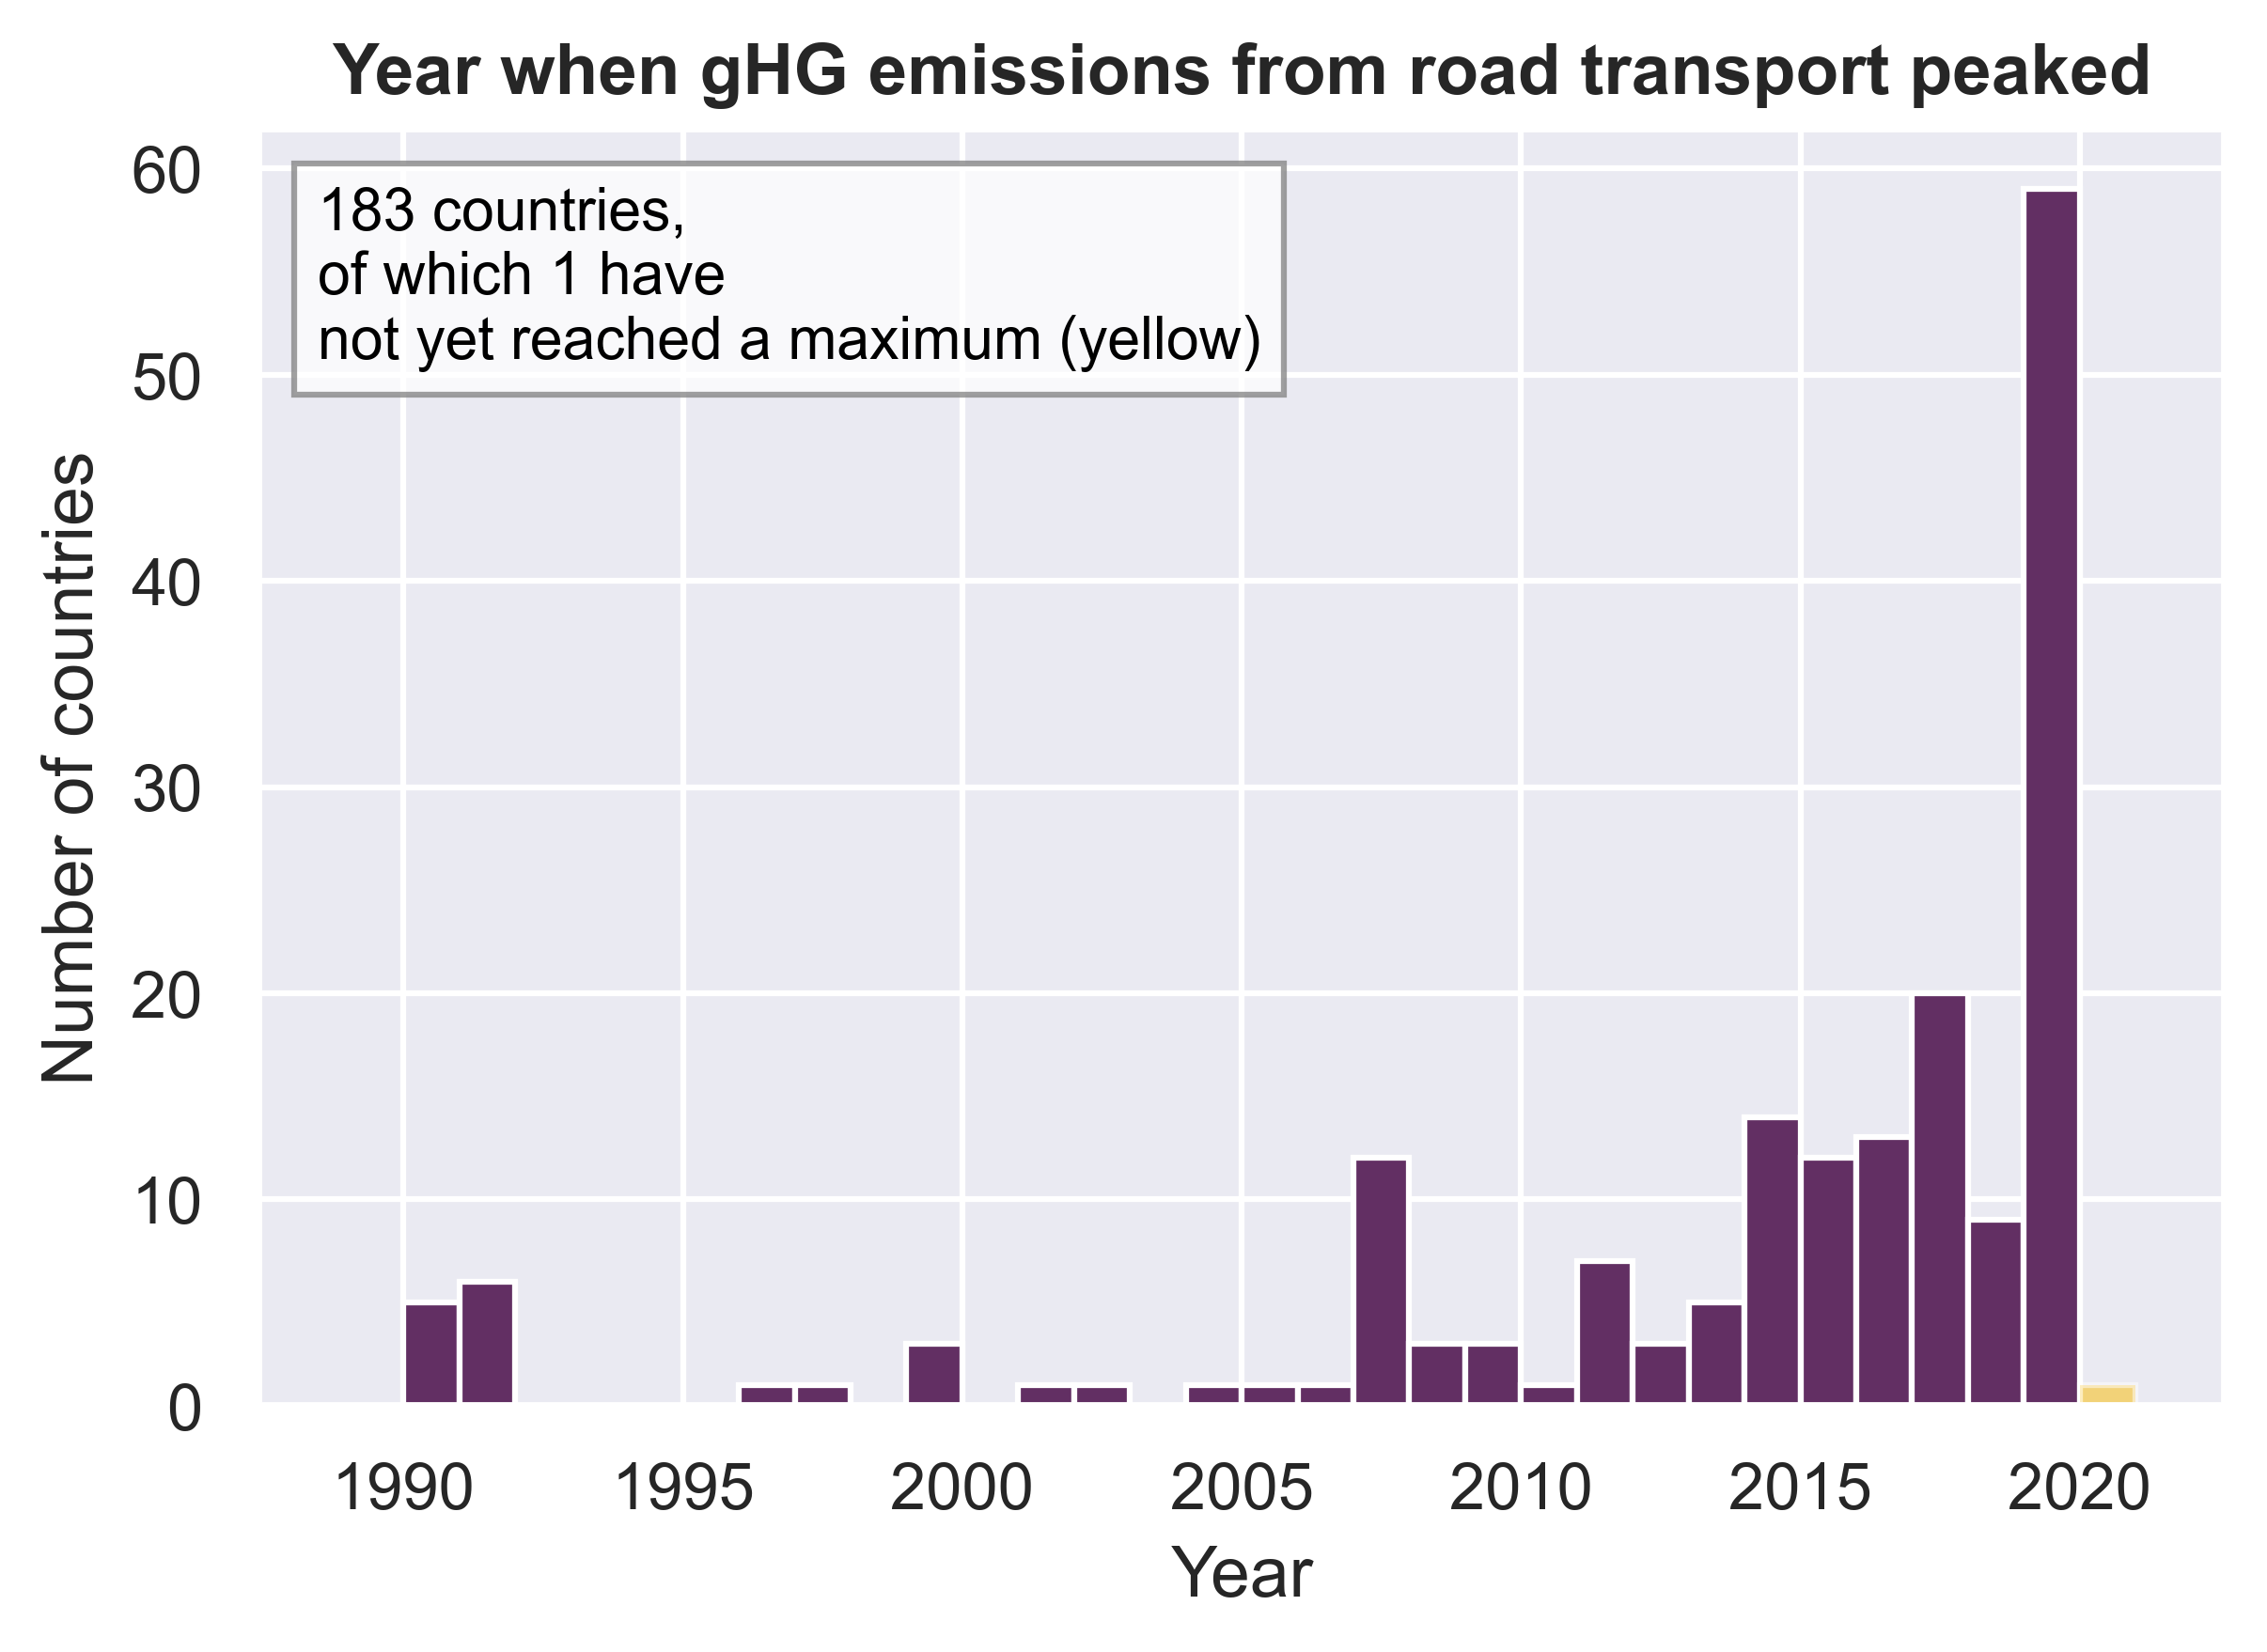 Year when gHG emissions from road transport peaked
183 countries,
of which 1 have
not yet reached a maximum (yellow)
Number of countries
60
50
40
30
20
10
0
1990 1995 2000 2005 2010 2015 2020
Year